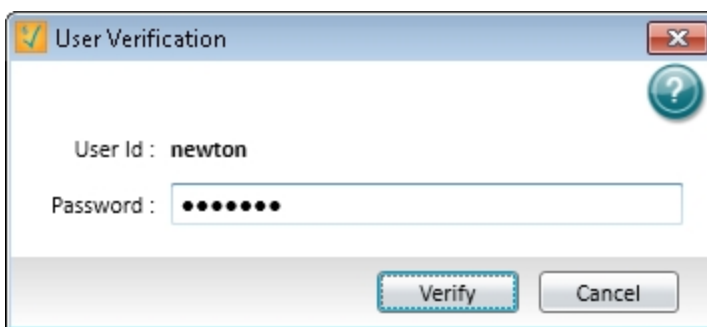 User Verification
?
User Id : newton
Password : ●●●●●●●
Verify Cancel